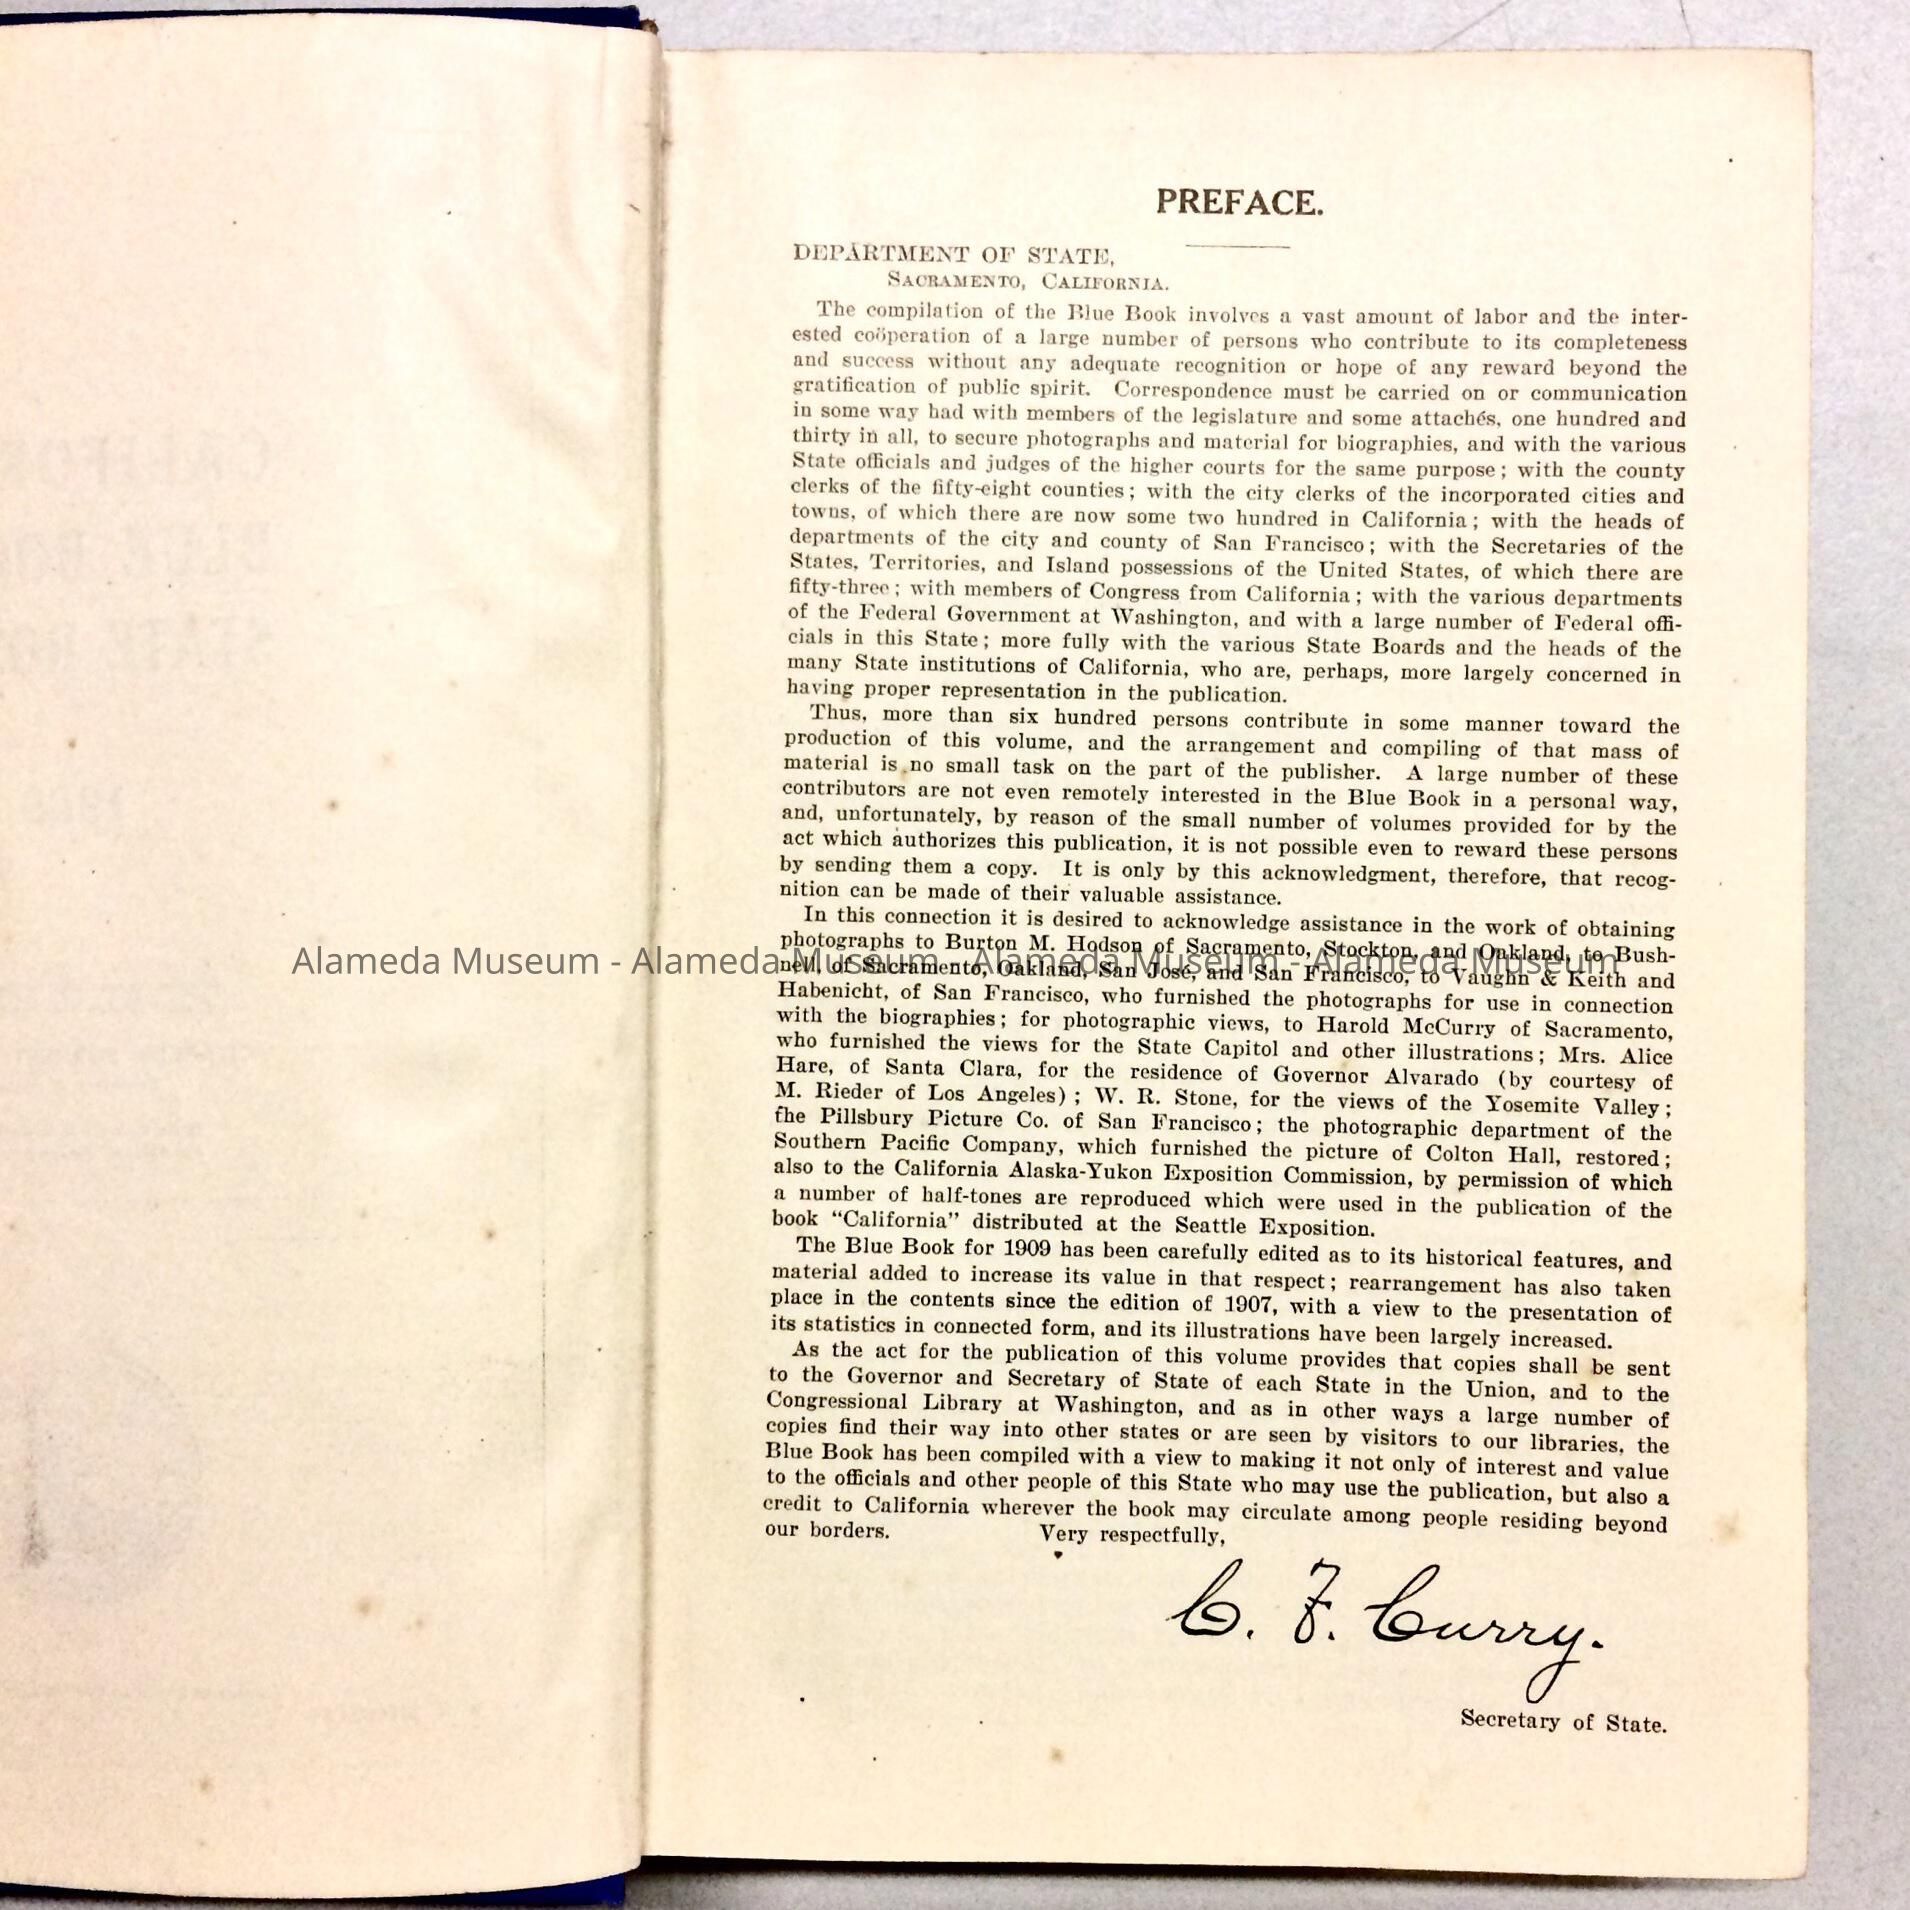 PREFACE.
DEPARTMENT OF STATE,
SACRAMENTO, CALIFORNIA.
The compilation of the Blue Book involves a vast amount of labor and the inter-
ested coöperation of a large number of persons who contribute to its completeness
and success without any adequate recognition or hope of any reward beyond the
gratification of public spirit. Correspondence must be carried on or communication
in some way had with members of the legislature and some attachés, one hundred and
thirty in all, to secure photographs and material for biographies, and with the various
State officials and judges of the higher courts for the same purpose; with the county
clerks of the fifty-eight counties; with the city clerks of the incorporated cities and
towns, of which there are now some two hundred in California; with the heads of
departments of the city and county of San Francisco; with the Secretaries of the
States, Territories, and Island possessions of the United States, of which there are
fifty-three; with members of Congress from California; with the various departments
of the Federal Government at Washington, and with a large number of Federal offi-
cials in this State; more fully with the various State Boards and the heads of the
many State institutions of California, who are, perhaps, more largely concerned in
having proper representation in the publication.
Thus, more than six hundred persons contribute in some manner toward the
production of this volume, and the arrangement and compiling of that mass of
material is no small task on the part of the publisher. A large number of these
contributors are not even remotely interested in the Blue Book in a personal way,
and, unfortunately, by reason of the small number of volumes provided for by the
act which authorizes this publication, it is not possible even to reward these persons
by sending them a copy. It is only by this acknowledgment, therefore, that recog-
nition can be made of their valuable assistance.
In this connection it is desired to acknowledge assistance in the work of obtaining
photographs to Burton M. Hodson of Sacramento, Stockton, and Oakland, to Bush-
nell, of Sacramento, Oakland, San José, and San Francisco, to Vaughn & Keith and
Alameda Museum - Alameda Museum - Alameda Museum - Alameda Museum
Habenicht, of San Francisco, who furnished the photographs for use in connection
with the biographies; for photographic views, to Harold McCurry of Sacramento,
who furnished the views for the State Capitol and other illustrations; Mrs. Alice
Hare, of Santa Clara, for the residence of Governor Alvarado (by courtesy of
M. Rieder of Los Angeles); W. R. Stone, for the views of the Yosemite Valley;
the Pillsbury Picture Co. of San Francisco; the photographic department of the
Southern Pacific Company, which furnished the picture of Colton Hall, restored;
also to the California Alaska-Yukon Exposition Commission, by permission of which
a number of half-tones are reproduced which were used in the publication of the
book “California” distributed at the Seattle Exposition.
The Blue Book for 1909 has been carefully edited as to its historical features, and
material added to increase its value in that respect; rearrangement has also taken
place in the contents since the edition of 1907, with a view to the presentation of
its statistics in connected form, and its illustrations have been largely increased.
As the act for the publication of this volume provides that copies shall be sent
to the Governor and Secretary of State of each State in the Union, and to the
Congressional Library at Washington, and as in other ways a large number of
copies find their way into other states or are seen by visitors to our libraries, the
Blue Book has been compiled with a view to making it not only of interest and value
to the officials and other people of this State who may use the publication, but also a
credit to California wherever the book may circulate among people residing beyond
our borders. Very respectfully,
C. F. Curry.
Secretary of State.